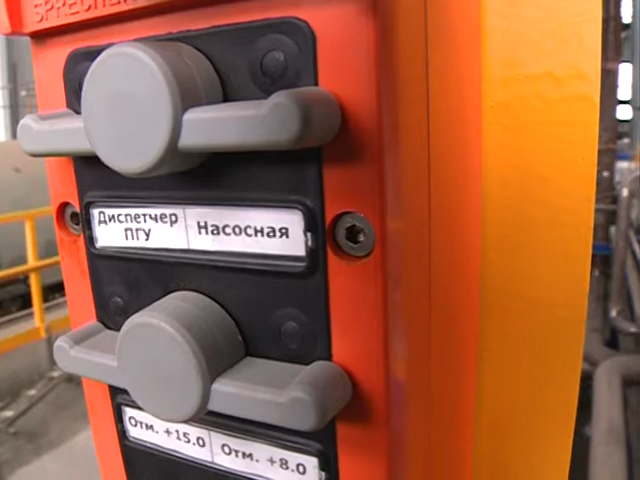 Диспетчер
ПГУ
Насосная
Отм. +15.0
Отм. +8.0